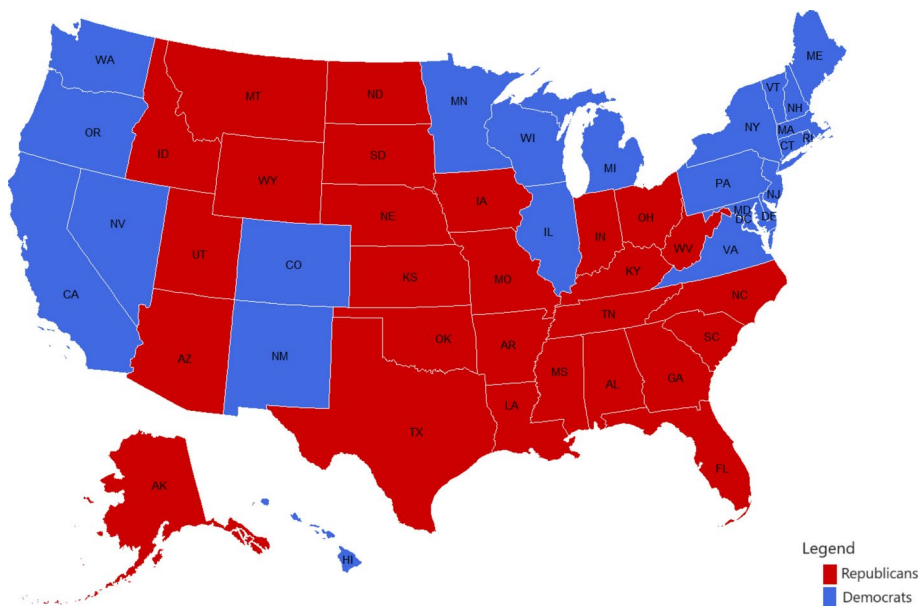 WA
ME
MT
ND
VT
MN
NH
OR
WI
NY
MA
RI
CT
ID
SD
MI
WY
PA
NJ
IA
NE
MD
DE
DC
OH
NV
IL
IN
UT
WV
VA
CO
KS
MO
KY
CA
NC
TN
OK
AZ
NM
AR
SC
MS
AL
GA
LA
TX
FL
AK
HI
Legend
Republicans
Democrats